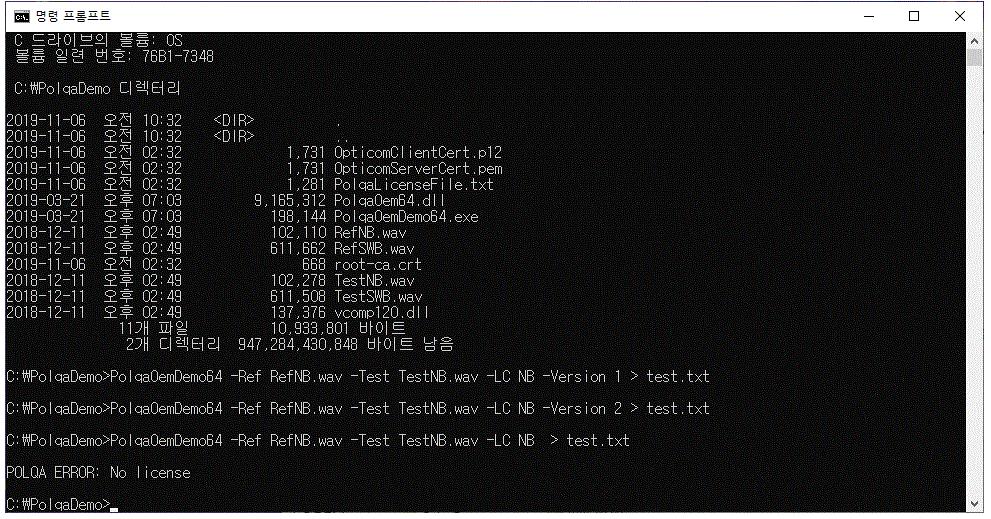 명령 프롬프트
C 드라이브의 볼륨: OS
볼륨 일련 번호: 76B1-7348
C:₩PolqaDemo 디렉터리
2019-11-06 오전 10:32 <DIR> .
2019-11-06 오전 10:32 <DIR> ..
2019-11-06 오전 02:32 1,731 OpticomClientCert.p12
2019-11-06 오전 02:32 1,731 OpticomServerCert.pem
2019-11-06 오전 02:32 1,281 PolqaLicenseFile.txt
2019-03-21 오후 07:03 9,165,312 PolqaOem64.dll
2019-03-21 오후 07:03 198,144 PolqaOemDemo64.exe
2018-12-11 오후 02:49 102,110 RefNB.wav
2018-12-11 오후 02:49 611,662 RefSWB.wav
2019-11-06 오전 02:32 668 root-ca.crt
2018-12-11 오후 02:49 102,278 TestNB.wav
2018-12-11 오후 02:49 611,508 TestSWB.wav
2018-12-11 오후 02:49 137,376 vcomp120.dll
11개 파일 10,933,801 바이트
2개 디렉터리 947,284,430,848 바이트 남음
C:₩PolqaDemo>PolqaOemDemo64 -Ref RefNB.wav -Test TestNB.wav -LC NB -Version 1 > test.txt
C:₩PolqaDemo>PolqaOemDemo64 -Ref RefNB.wav -Test TestNB.wav -LC NB -Version 2 > test.txt
C:₩PolqaDemo>PolqaOemDemo64 -Ref RefNB.wav -Test TestNB.wav -LC NB  > test.txt
POLQA ERROR: No license
C:₩PolqaDemo>